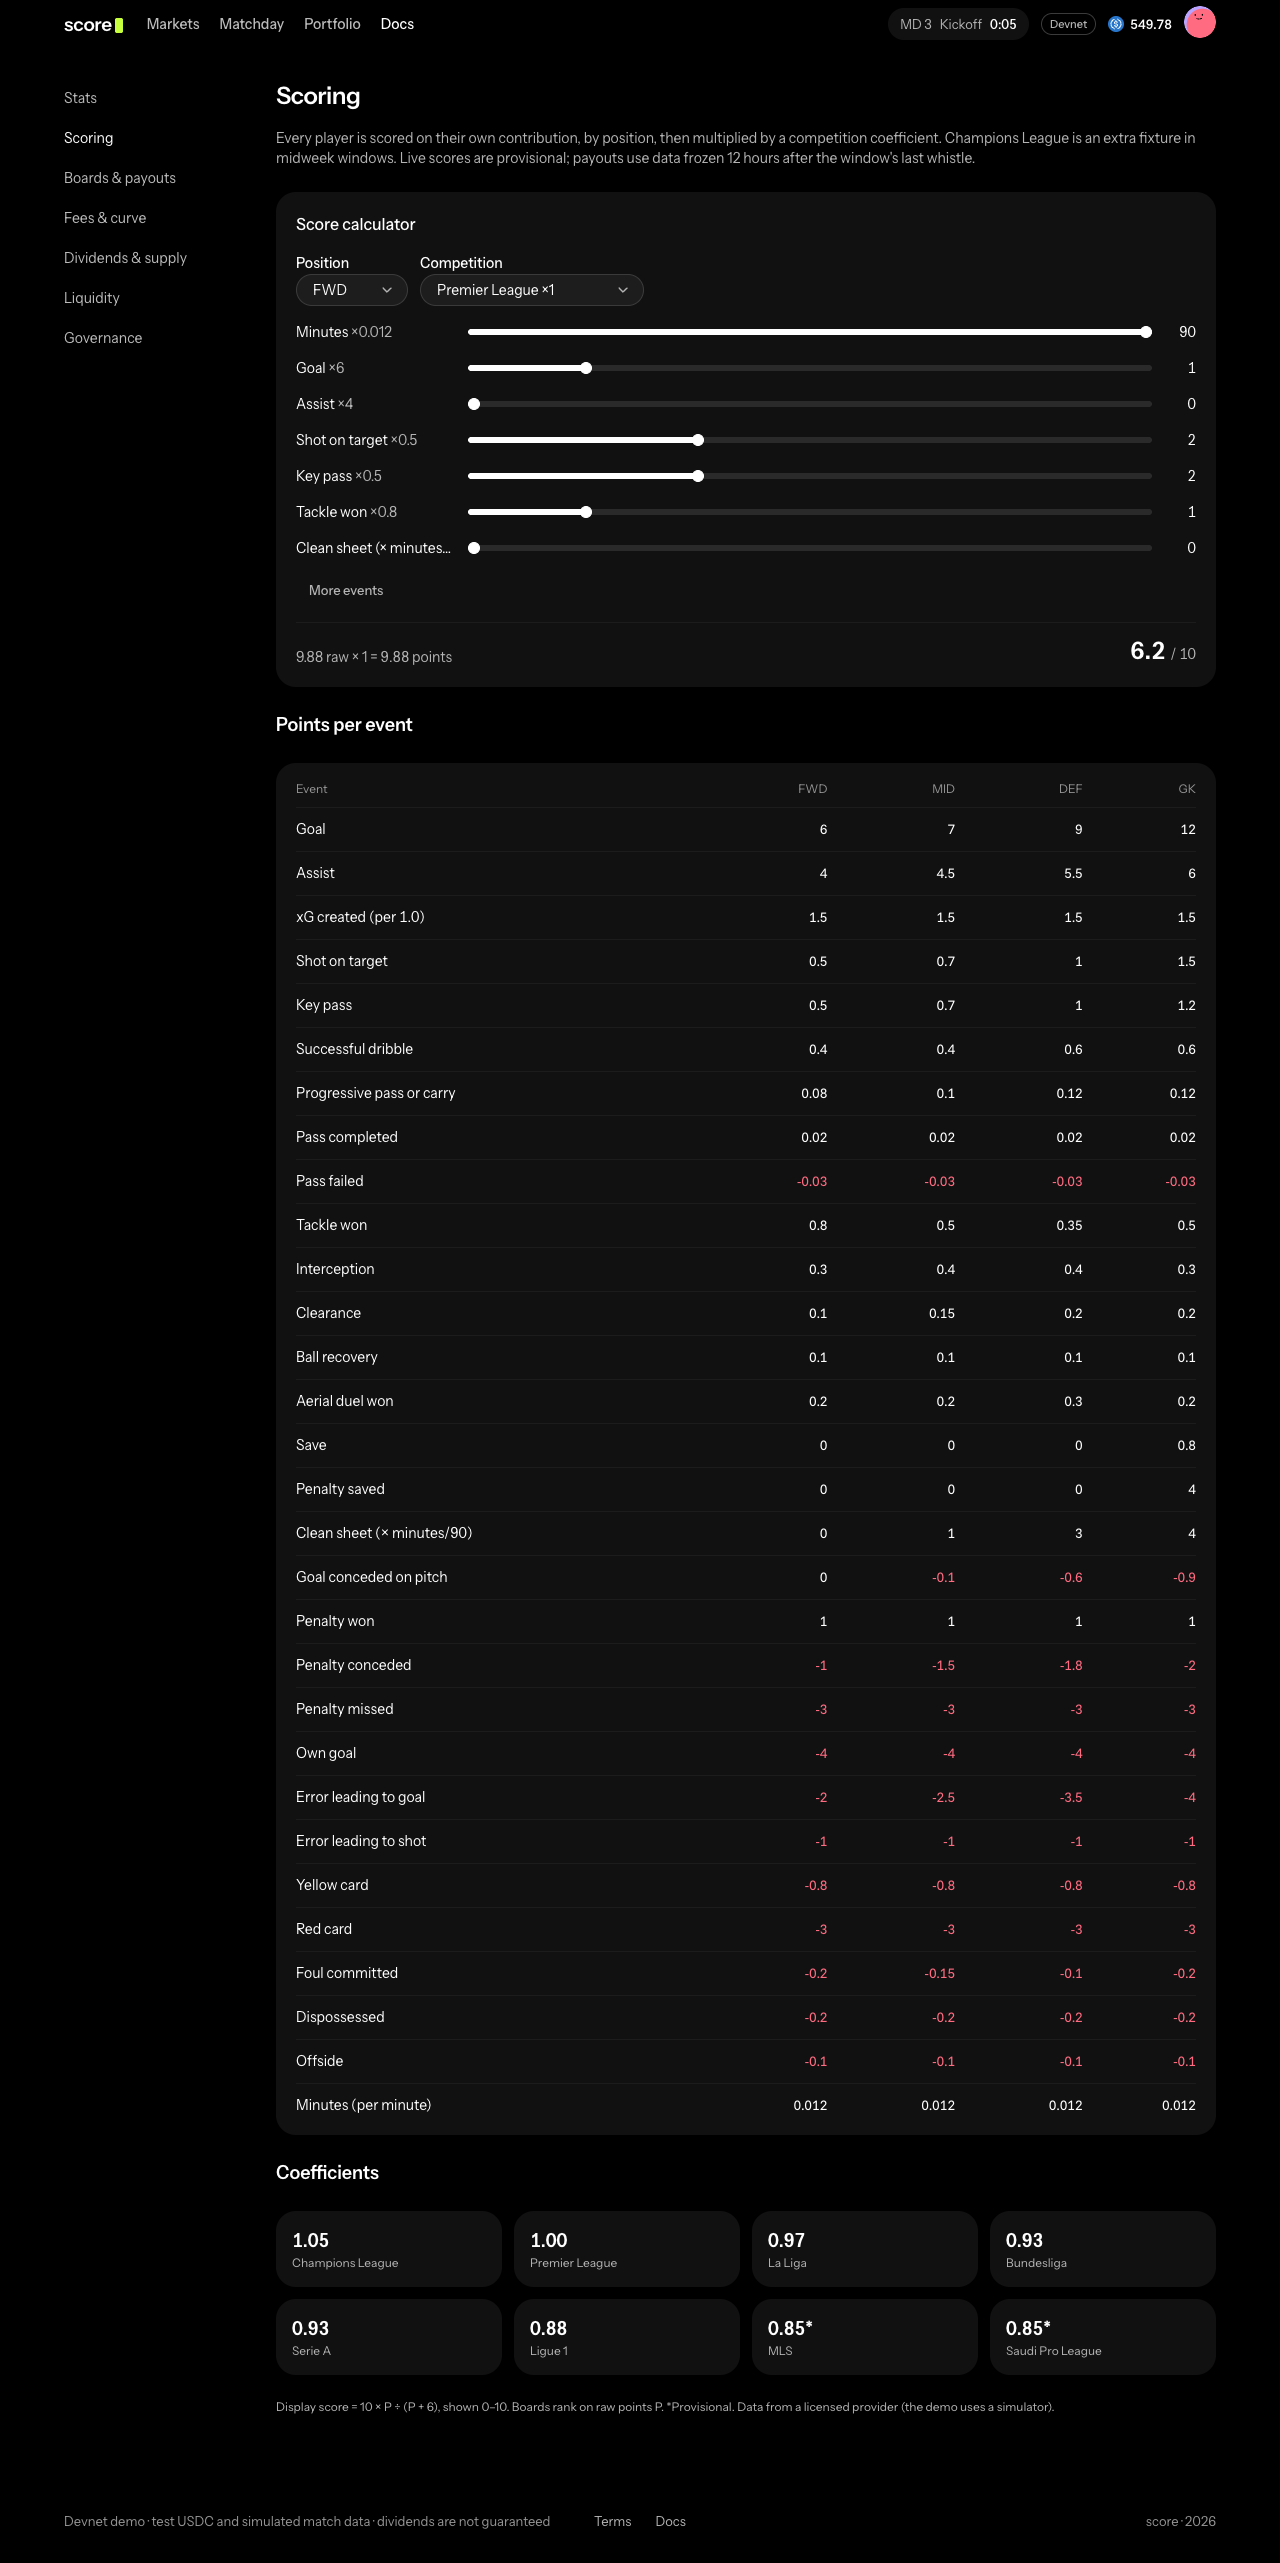 score Markets Matchday Portfolio Docs MD 3 Kickoff 0:05 Devnet 549.78
Stats
Scoring
Boards & payouts
Fees & curve
Dividends & supply
Liquidity
Governance
Scoring
Every player is scored on their own contribution, by position, then multiplied by a competition coefficient. Champions League is an extra fixture in
midweek windows. Live scores are provisional; payouts use data frozen 12 hours after the window's last whistle.
Score calculator
Position Competition
FWD Premier League ×1
Minutes ×0.012 90
Goal ×6 1
Assist ×4 0
Shot on target ×0.5 2
Key pass ×0.5 2
Tackle won ×0.8 1
Clean sheet (× minutes... 0
More events
9.88 raw × 1 = 9.88 points 6.2 / 10
Points per event
Event FWD MID DEF GK
Goal 6 7 9 12
Assist 4 4.5 5.5 6
xG created (per 1.0) 1.5 1.5 1.5 1.5
Shot on target 0.5 0.7 1 1.5
Key pass 0.5 0.7 1 1.2
Successful dribble 0.4 0.4 0.6 0.6
Progressive pass or carry 0.08 0.1 0.12 0.12
Pass completed 0.02 0.02 0.02 0.02
Pass failed -0.03 -0.03 -0.03 -0.03
Tackle won 0.8 0.5 0.35 0.5
Interception 0.3 0.4 0.4 0.3
Clearance 0.1 0.15 0.2 0.2
Ball recovery 0.1 0.1 0.1 0.1
Aerial duel won 0.2 0.2 0.3 0.2
Save 0 0 0 0.8
Penalty saved 0 0 0 4
Clean sheet (× minutes/90) 0 1 3 4
Goal conceded on pitch 0 -0.1 -0.6 -0.9
Penalty won 1 1 1 1
Penalty conceded -1 -1.5 -1.8 -2
Penalty missed -3 -3 -3 -3
Own goal -4 -4 -4 -4
Error leading to goal -2 -2.5 -3.5 -4
Error leading to shot -1 -1 -1 -1
Yellow card -0.8 -0.8 -0.8 -0.8
Red card -3 -3 -3 -3
Foul committed -0.2 -0.15 -0.1 -0.2
Dispossessed -0.2 -0.2 -0.2 -0.2
Offside -0.1 -0.1 -0.1 -0.1
Minutes (per minute) 0.012 0.012 0.012 0.012
Coefficients
1.05 1.00 0.97 0.93
Champions League Premier League La Liga Bundesliga
0.93 0.88 0.85* 0.85*
Serie A Ligue 1 MLS Saudi Pro League
Display score = 10 × P ÷ (P + 6), shown 0–10. Boards rank on raw points P. *Provisional. Data from a licensed provider (the demo uses a simulator).
Devnet demo · test USDC and simulated match data · dividends are not guaranteed Terms Docs score · 2026